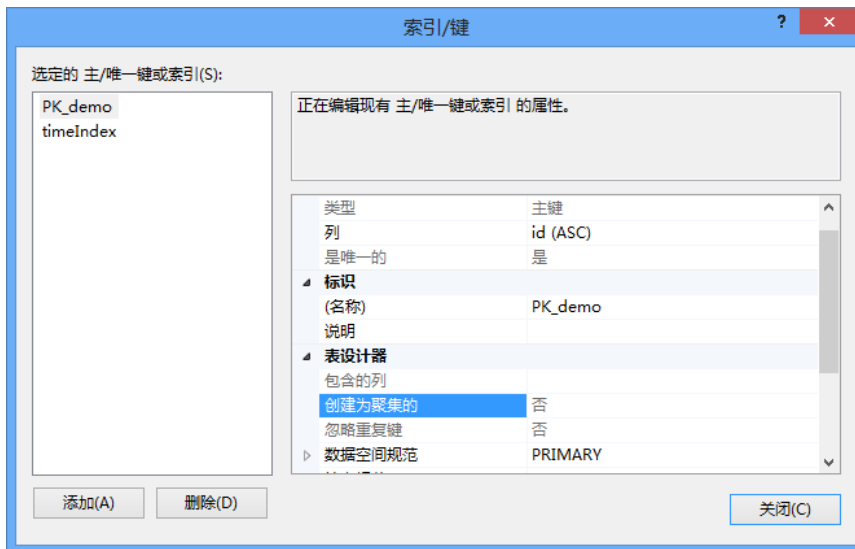 索引/键
?
×
选定的 主/唯一键或索引(S):
PK_demo
timeIndex
正在编辑现有 主/唯一键或索引 的属性。
类型 主键
列 id (ASC)
是唯一的 是
标识
(名称) PK_demo
说明
表设计器
包含的列
创建为聚集的 否
忽略重复键 否
数据空间规范 PRIMARY
添加(A)
删除(D)
关闭(C)